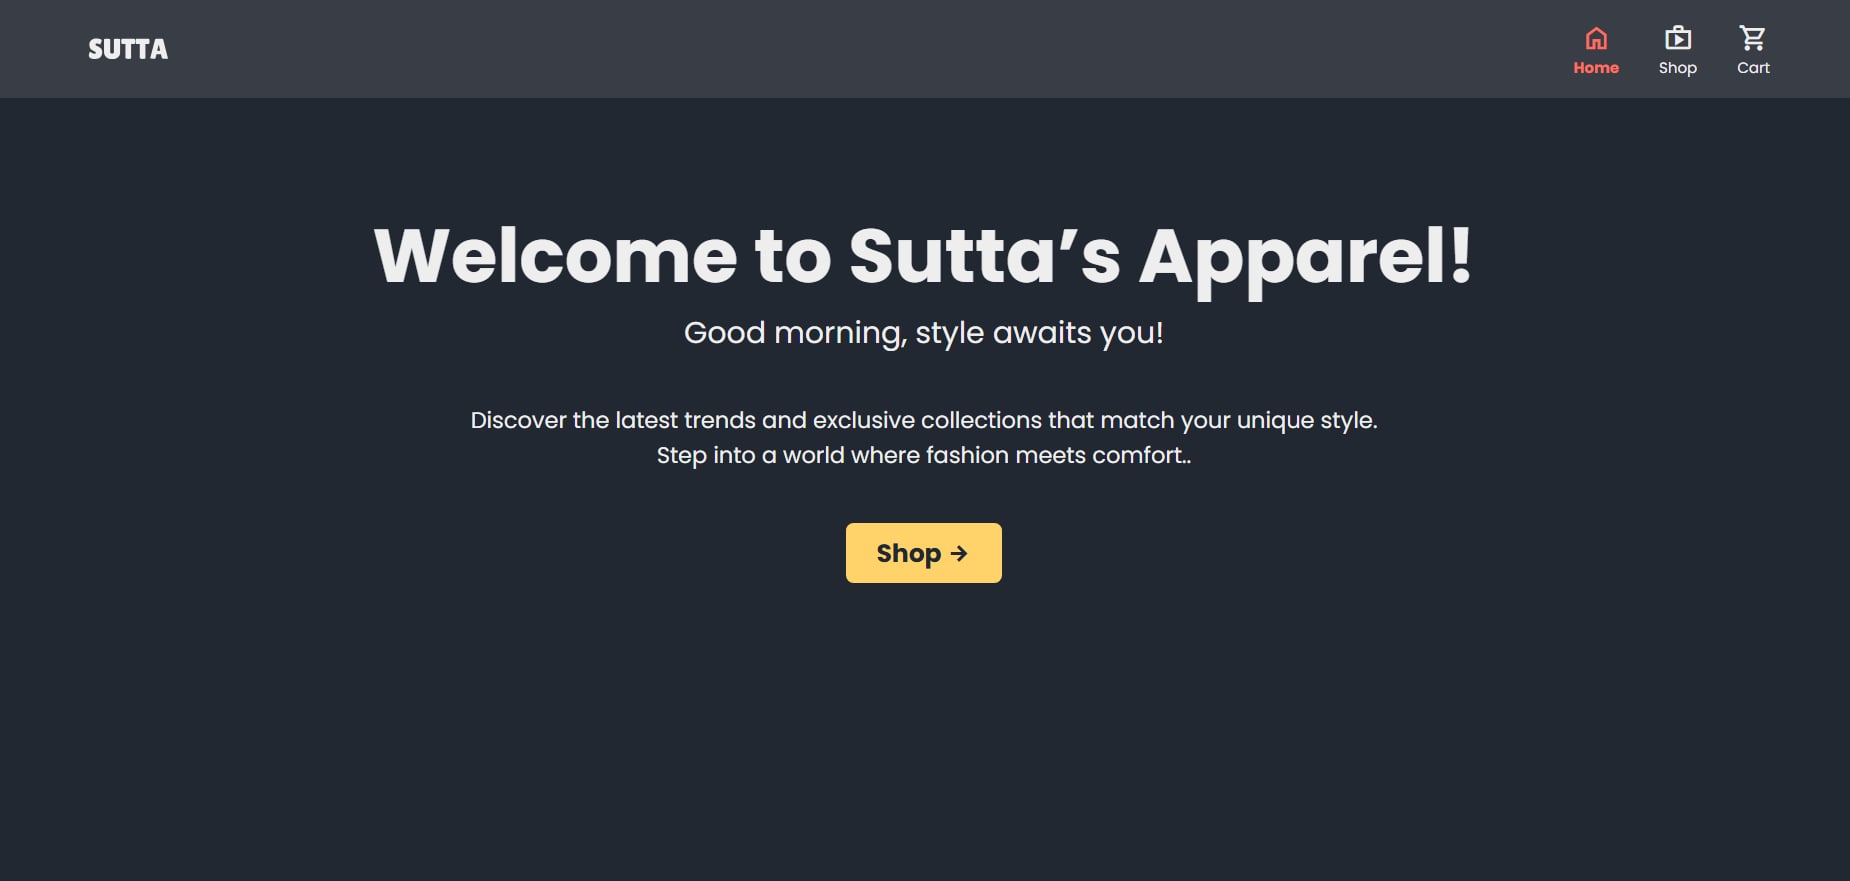 SUTTA
Home
Shop
Cart
Welcome to Sutta’s Apparel!
Good morning, style awaits you!
Discover the latest trends and exclusive collections that match your unique style.
Step into a world where fashion meets comfort..
Shop →